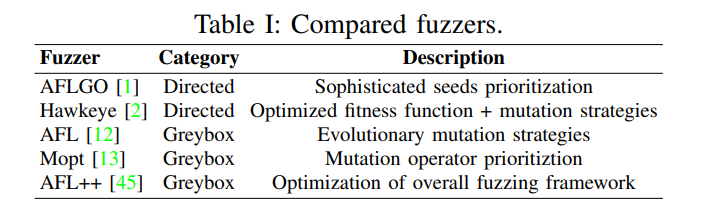 Table I: Compared fuzzers.
Fuzzer Category Description
AFLGO [1] Directed Sophisticated seeds prioritization
Hawkeye [2] Directed Optimized fitness function + mutation strategies
AFL [12] Greybox Evolutionary mutation strategies
Mopt [13] Greybox Mutation operator prioritiztion
AFL++ [45] Greybox Optimization of overall fuzzing framework